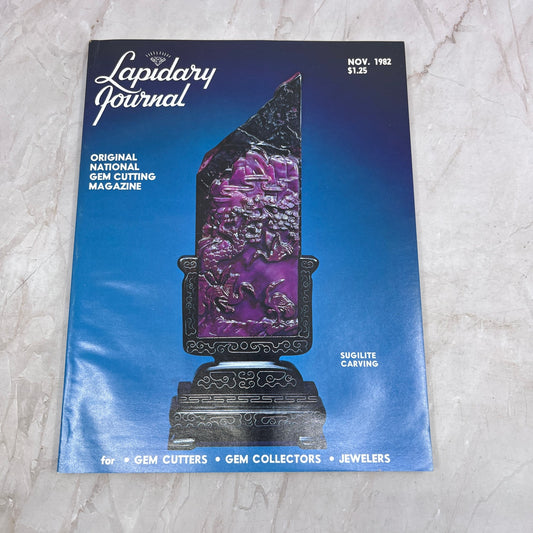 Lapidary
Journal
NOV. 1982
$1.25
ORIGINAL
NATIONAL
GEM CUTTING
MAGAZINE
SUGILITE
CARVING
for • GEM CUTTERS • GEM COLLECTORS • JEWELERS